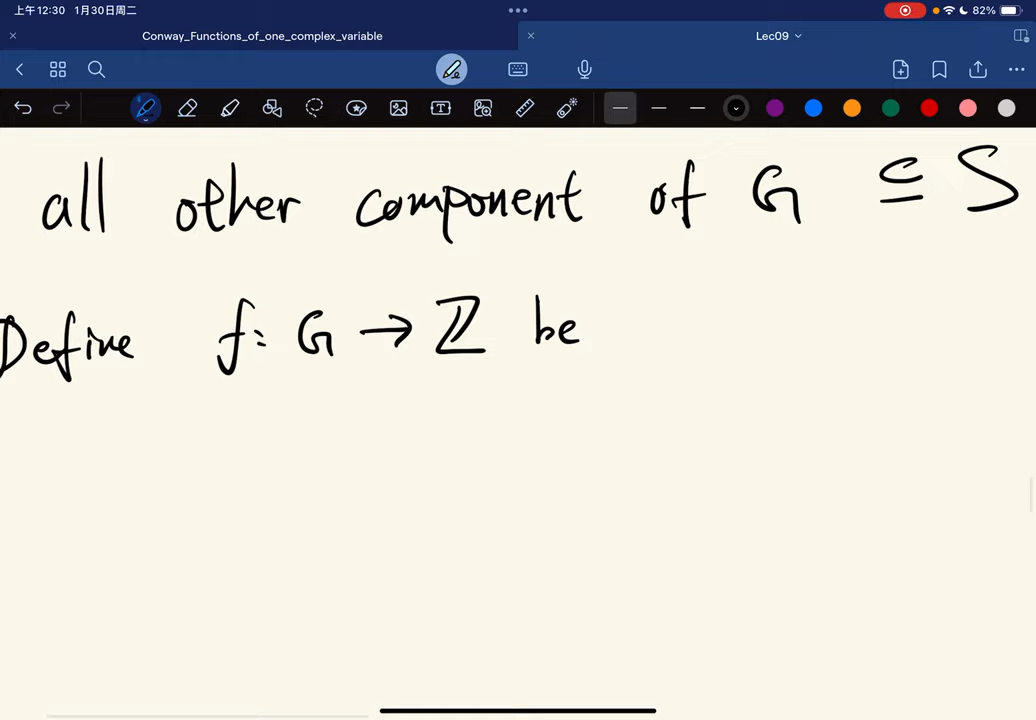 上午12:30 1月30日周二
82%
Conway_Functions_of_one_complex_variable
Lec09
all other component of G ⊆ S
Define f: G → ℤ be